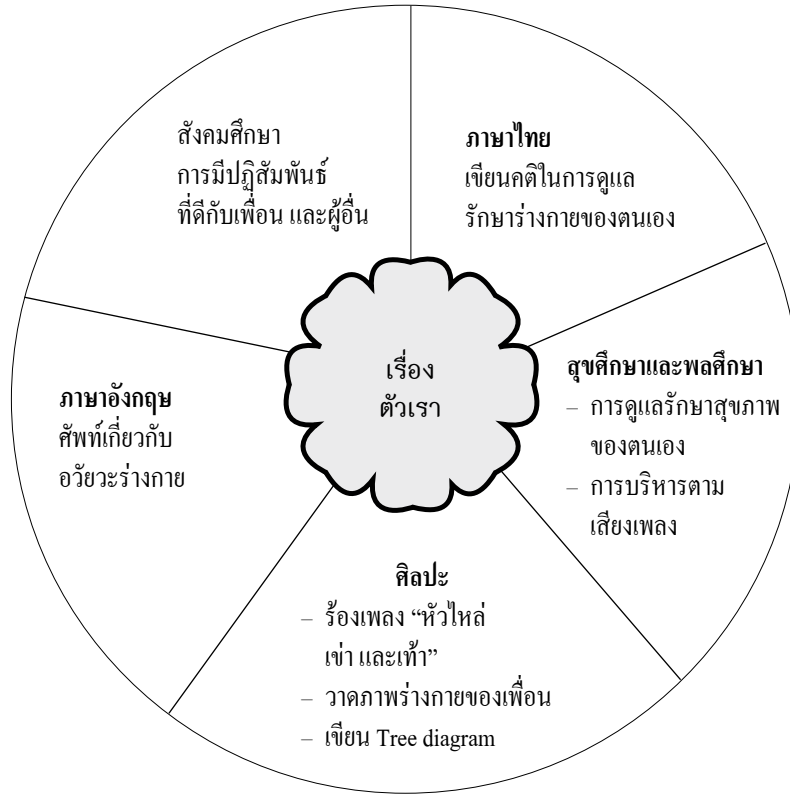 สังคมศึกษา
การมีปฏิสัมพันธ์
ที่ดีกับเพื่อน และผู้อื่น
ภาษาไทย
เขียนคติในการดูแล
รักษาร่างกายของตนเอง
เรื่อง
ตัวเรา
สุขศึกษาและพลศึกษา
– การดูแลรักษาสุขภาพ
ของตนเอง
– การบริหารตาม
เสียงเพลง
ภาษาอังกฤษ
ศัพท์เกี่ยวกับ
อวัยวะร่างกาย
ศิลปะ
– ร้องเพลง “หัวไหล่
เข่า และเท้า”
– วาดภาพร่างกายของเพื่อน
– เขียน Tree diagram